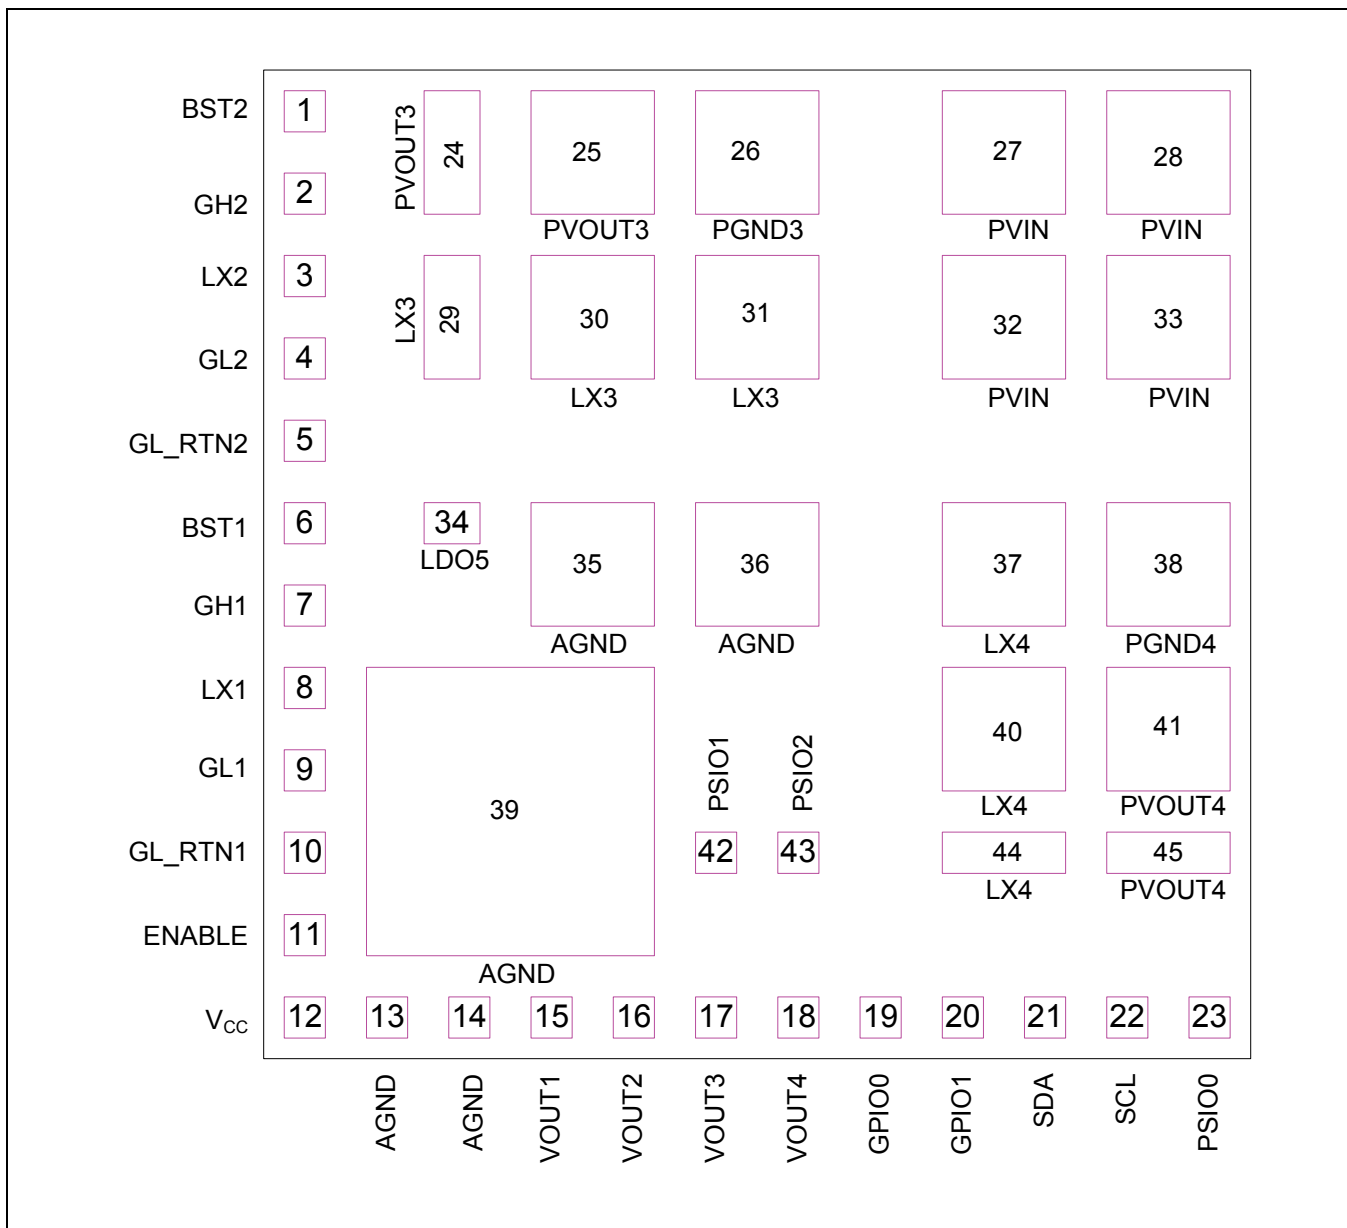 BST2 1
PVOUT3 24
25 PVOUT3
26 PGND3
27 PVIN
28 PVIN
GH2 2
LX2 3
LX3 29
30 LX3
31 LX3
32 PVIN
33 PVIN
GL2 4
GL_RTN2 5
BST1 6
34 LDO5
35 AGND
36 AGND
37 LX4
38 PGND4
GH1 7
LX1 8
GL1 9
39 AGND
PSIO1 42
PSIO2 43
40 LX4
41 PVOUT4
GL_RTN1 10
44 LX4
45 PVOUT4
ENABLE 11
VCC 12
13 AGND
14 AGND
15 VOUT1
16 VOUT2
17 VOUT3
18 VOUT4
19 GPIO0
20 GPIO1
21 SDA
22 SCL
23 PSIO0